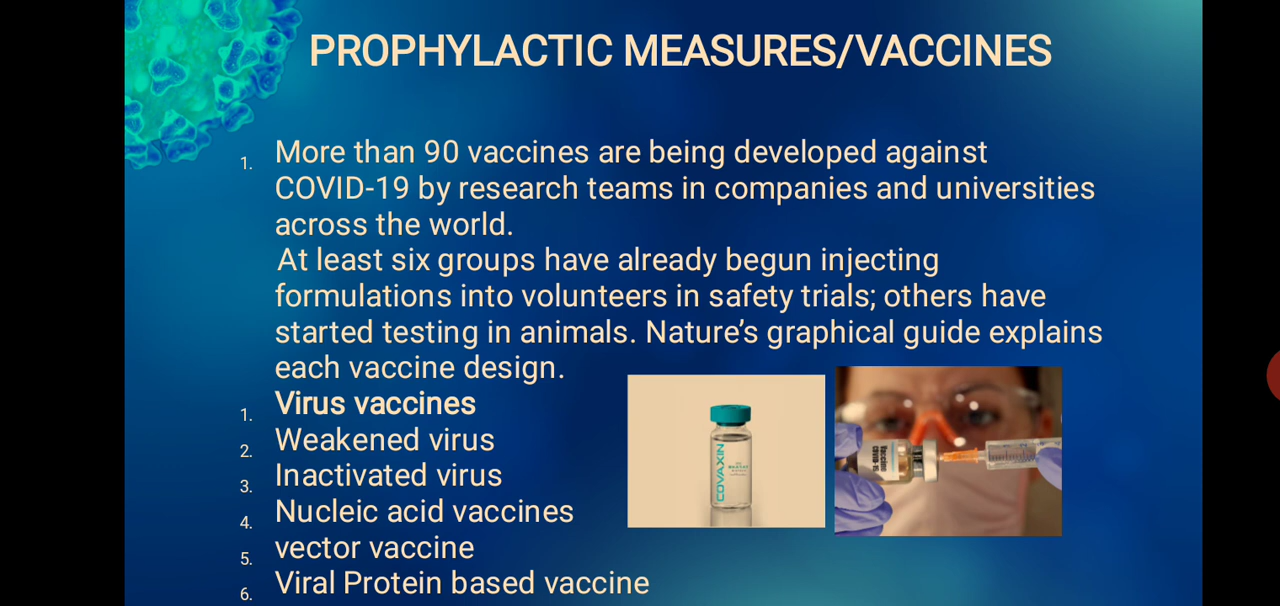 PROPHYLACTIC MEASURES/VACCINES
1. More than 90 vaccines are being developed against
COVID-19 by research teams in companies and universities
across the world.
At least six groups have already begun injecting
formulations into volunteers in safety trials; others have
started testing in animals. Nature’s graphical guide explains
each vaccine design.
1. Virus vaccines
2. Weakened virus
3. Inactivated virus
4. Nucleic acid vaccines
5. vector vaccine
6. Viral Protein based vaccine
COVAXIN
Vaccine
COVID-19